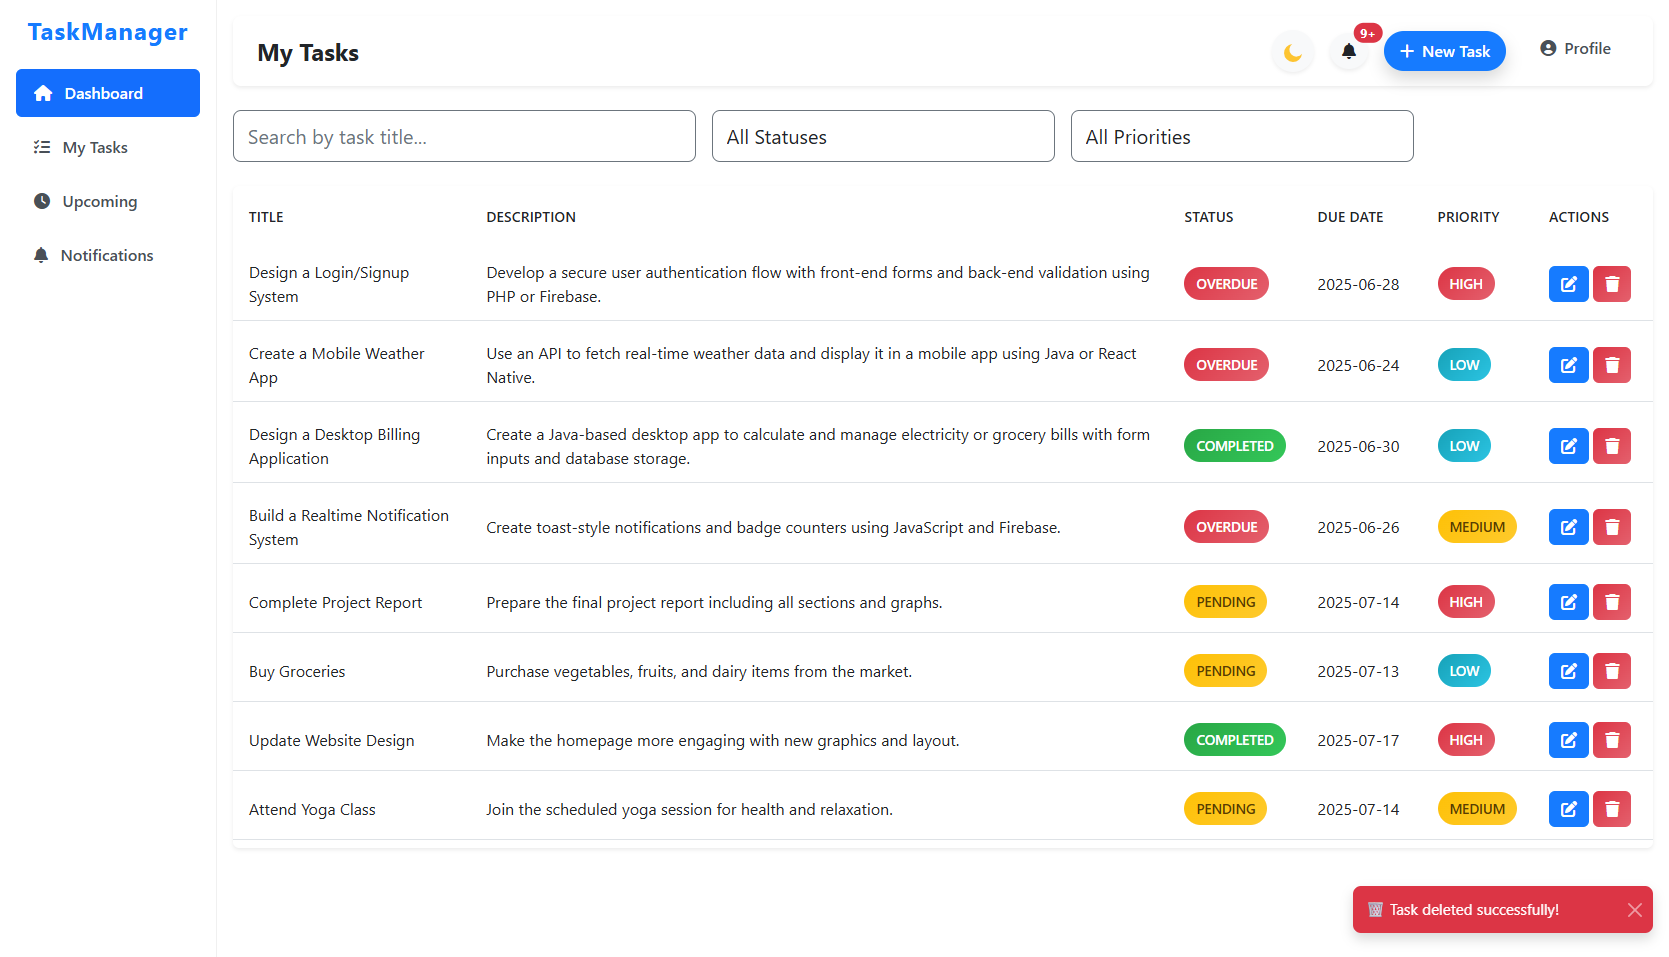 TaskManager
Dashboard
My Tasks
Upcoming
Notifications
My Tasks
9+
New Task
Profile
Search by task title...
All Statuses
All Priorities
TITLE DESCRIPTION STATUS DUE DATE PRIORITY ACTIONS
Design a Login/Signup
System
Develop a secure user authentication flow with front-end forms and back-end validation using
PHP or Firebase.
OVERDUE 2025-06-28 HIGH
Create a Mobile Weather
App
Use an API to fetch real-time weather data and display it in a mobile app using Java or React
Native.
OVERDUE 2025-06-24 LOW
Design a Desktop Billing
Application
Create a Java-based desktop app to calculate and manage electricity or grocery bills with form
inputs and database storage.
COMPLETED 2025-06-30 LOW
Build a Realtime Notification
System
Create toast-style notifications and badge counters using JavaScript and Firebase.
OVERDUE 2025-06-26 MEDIUM
Complete Project Report Prepare the final project report including all sections and graphs. PENDING 2025-07-14 HIGH
Buy Groceries Purchase vegetables, fruits, and dairy items from the market. PENDING 2025-07-13 LOW
Update Website Design Make the homepage more engaging with new graphics and layout. COMPLETED 2025-07-17 HIGH
Attend Yoga Class Join the scheduled yoga session for health and relaxation. PENDING 2025-07-14 MEDIUM
Task deleted successfully!